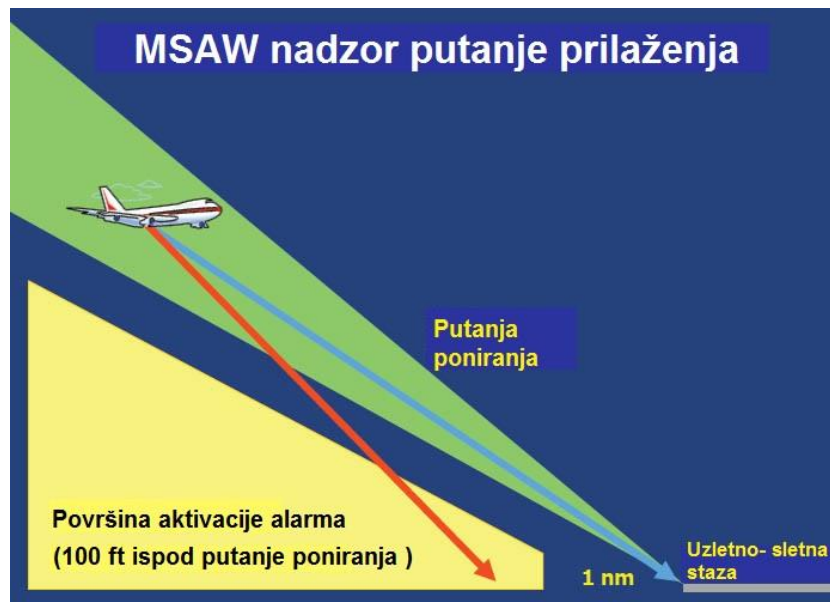 MSAW nadzor putanje prilaženja
Putanja
poniranja
Površina aktivacije alarma
(100 ft ispod putanje poniranja )
1 nm
Uzletno- sletna
staza